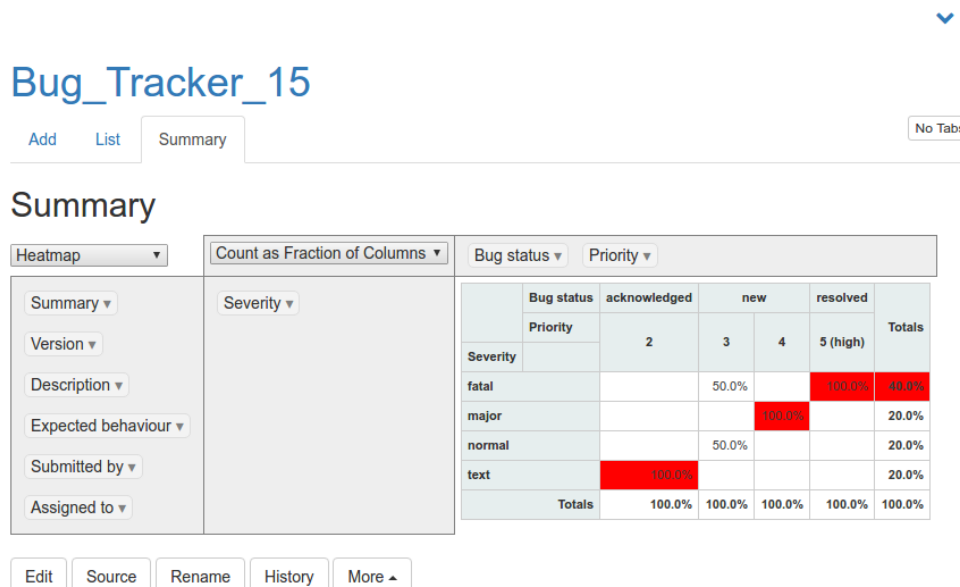 Bug_Tracker_15
Add List Summary
No Tabs
Summary
Heatmap ▼ Count as Fraction of Columns ▼ Bug status ▾ Priority ▾
Summary ▾
Version ▾
Description ▾
Expected behaviour ▾
Submitted by ▾
Assigned to ▾
Severity ▾
Bug status acknowledged new resolved Totals
Priority 2 3 4 5 (high)
Severity
fatal 50.0% 100.0% 40.0%
major 100.0% 20.0%
normal 50.0% 20.0%
text 100.0% 20.0%
Totals 100.0% 100.0% 100.0% 100.0% 100.0%
Edit Source Rename History More